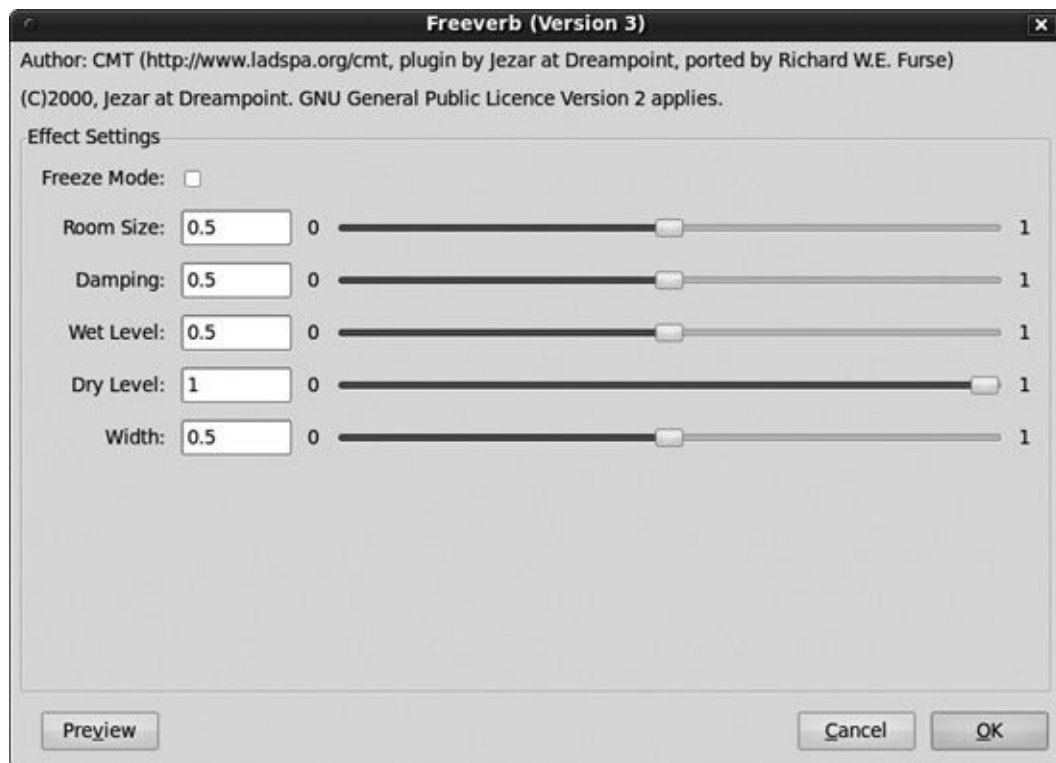 Freeverb (Version 3)
Author: CMT (http://www.ladspa.org/cmt, plugin by Jezar at Dreampoint, ported by Richard W.E. Furse)
(C)2000, Jezar at Dreampoint. GNU General Public Licence Version 2 applies.
Effect Settings
Freeze Mode:
Room Size: 0.5 0 1
Damping: 0.5 0 1
Wet Level: 0.5 0 1
Dry Level: 1 0 1
Width: 0.5 0 1
Preview Cancel OK